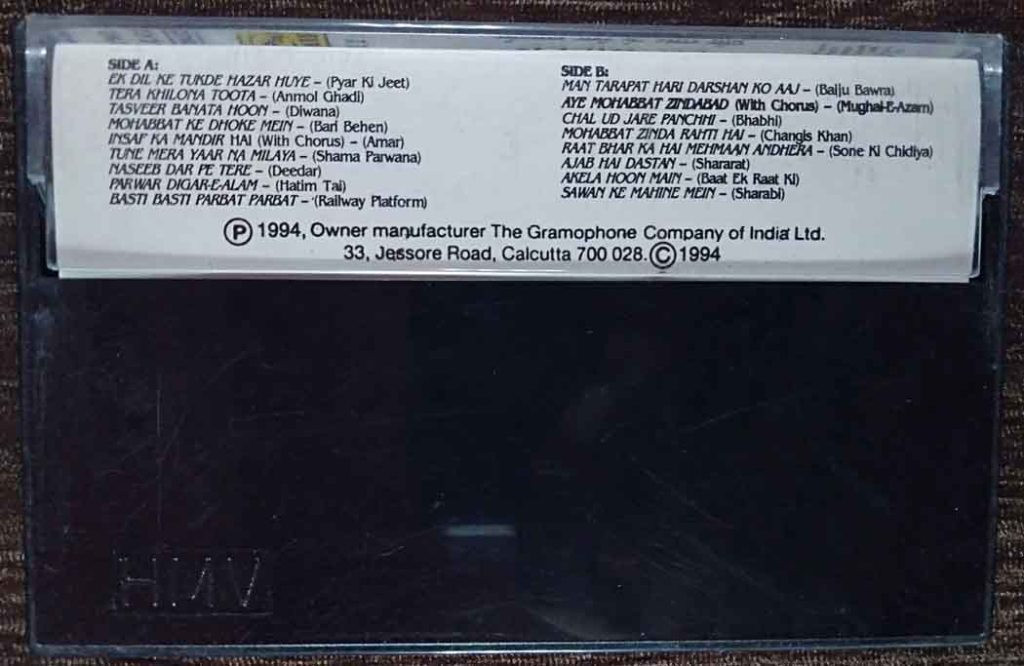 SIDE A:
EK DIL KE TUKDE HAZAR HUYE – (Pyar Ki Jeet)
TERA KHILONA TOOTA – (Anmol Ghadi)
TASVEER BANATA HOON – (Diwana)
MOHABBAT KE DHOKE MEIN – (Bari Behen)
INSAF KA MANDIR HAI (With Chorus) – (Amar)
TUNE MERA YAAR NA MILAYA – (Shama Parwana)
NASEEB DAR PE TERE – (Deedar)
PARWAR DIGAR-E-ALAM – (Hatim Tai)
BASTI BASTI PARBAT PARBAT – (Railway Platform)
SIDE B:
MAN TARAPAT HARI DARSHAN KO AAJ – (Baiju Bawra)
AYE MOHABBAT ZINDABAD (With Chorus) – (Mughal-E-Azam)
CHAL UD JARE PANCHHI – (Bhabhi)
MOHABBAT ZINDA RAHTI HAI – (Changis Khan)
RAAT BHAR KA HAI MEHMAAN ANDHERA – (Sone Ki Chidiya)
AJAB HAI DASTAN – (Shararat)
AKELA HOON MAIN – (Baat Ek Raat Ki)
SAWAN KE MAHINE MEIN – (Sharabi)
Ⓟ 1994, Owner manufacturer The Gramophone Company of India Ltd.
33, Jessore Road, Calcutta 700 028. © 1994
HMV